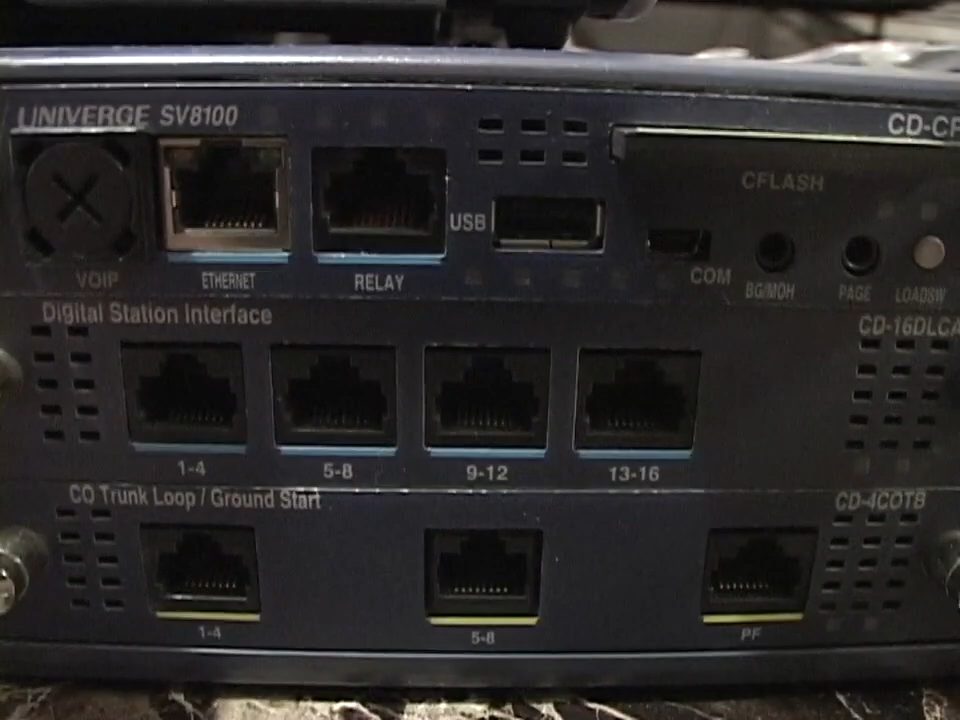 UNIVERGE SV8100
CD-CP
CFLASH
USB
COM
VOIP
ETHERNET
RELAY
BG/MOH
PAGE
LOADSW
Digital Station Interface
CD-16DLCA
1-4
5-8
9-12
13-16
CO Trunk Loop / Ground Start
CD-4COTB
1-4
5-8
PF